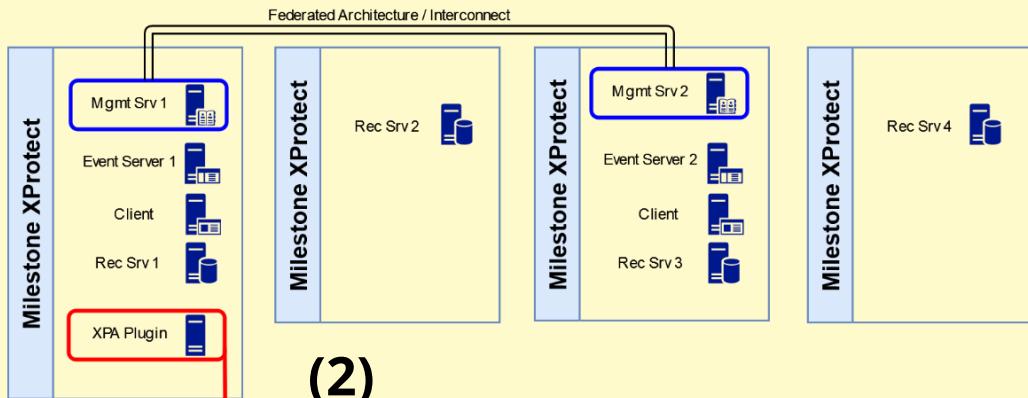 Federated Architecture / Interconnect
Milestone XProtect
Mgmt Srv 1
Event Server 1
Client
Rec Srv 1
XPA Plugin
Milestone XProtect
Rec Srv 2
(2)
Milestone XProtect
Mgmt Srv 2
Event Server 2
Client
Rec Srv 3
Milestone XProtect
Rec Srv 4